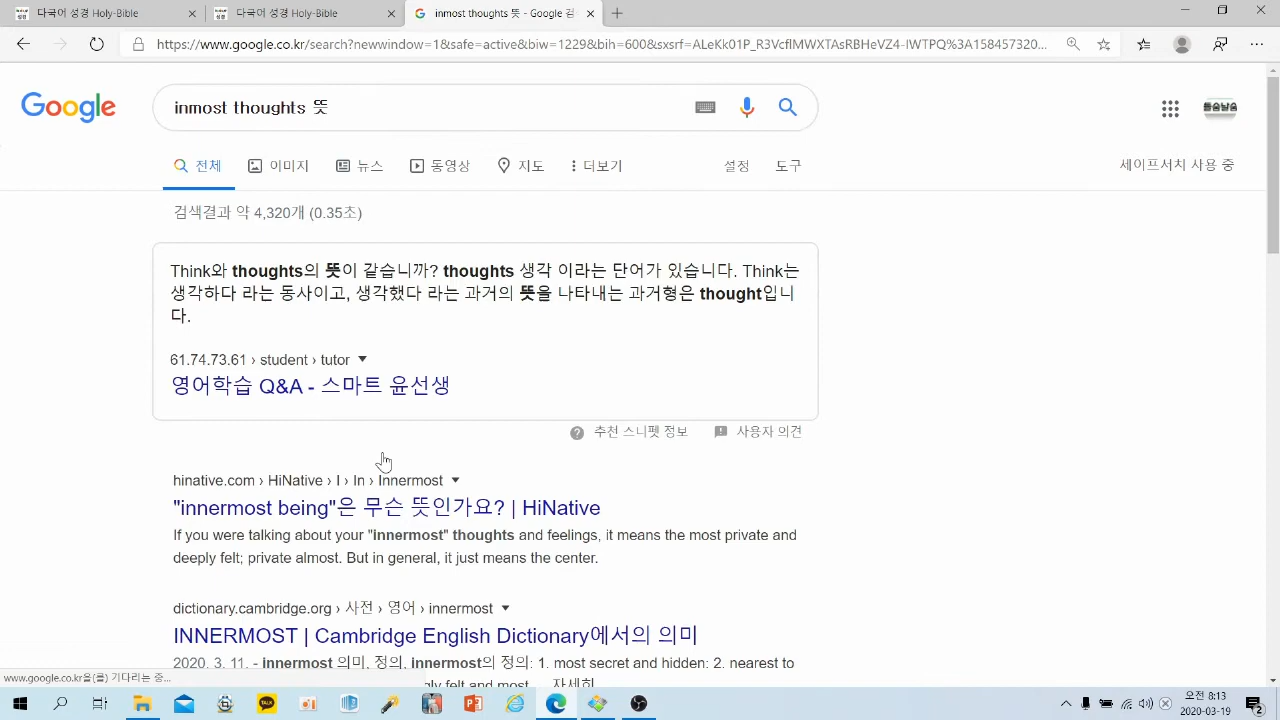 다국어 성경 Holy-Bible
다국어 성경 Holy-Bible
inmost thoughts 뜻 - Google 검
https://www.google.co.kr/search?newwindow=1&safe=active&biw=1229&bih=600&sxsrf=ALeKk01P_R3VcflMWXTAsRBHeVZ4-IWTPQ%3A158457320...
Google
inmost thoughts 뜻
전체 이미지 뉴스 동영상 지도 더보기 설정 도구 세이프서치 사용 중
검색결과 약 4,320개 (0.35초)
Think와 thoughts의 뜻이 같습니까? thoughts 생각 이라는 단어가 있습니다. Think는
생각하다 라는 동사이고, 생각했다 라는 과거의 뜻을 나타내는 과거형은 thought입니
다.
61.74.73.61 › student › tutor
영어학습 Q&A - 스마트 윤선생
추천 스니펫 정보 사용자 의견
hinative.com › HiNative › I › In › Innermost
"innermost being"은 무슨 뜻인가요? | HiNative
If you were talking about your "innermost" thoughts and feelings, it means the most private and
deeply felt; private almost. But in general, it just means the center.
dictionary.cambridge.org › 사전 › 영어 › innermost
INNERMOST | Cambridge English Dictionary에서의 의미
2020. 3. 11. - innermost 의미, 정의, innermost의 정의: 1. most secret and hidden: 2. nearest to
felt and most
www.google.co.kr을(를) 기다리는 중...
오전 8:13
2020-03-19